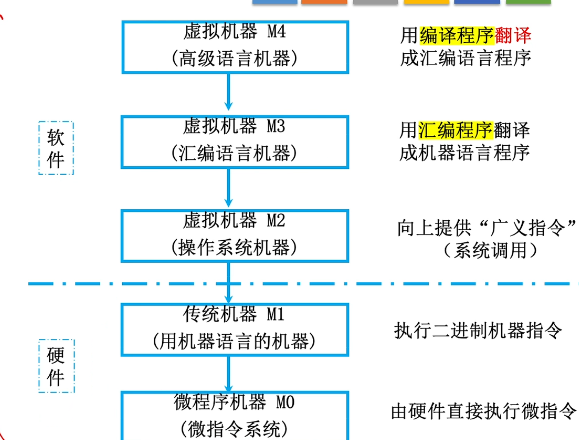 虚拟机器 M4
(高级语言机器)
用编译程序翻译
成汇编语言程序
软
件
虚拟机器 M3
(汇编语言机器)
用汇编程序翻译
成机器语言程序
虚拟机器 M2
(操作系统机器)
向上提供“广义指令”
（系统调用）
硬
件
传统机器 M1
(用机器语言的机器)
执行二进制机器指令
微程序机器 M0
(微指令系统)
由硬件直接执行微指令